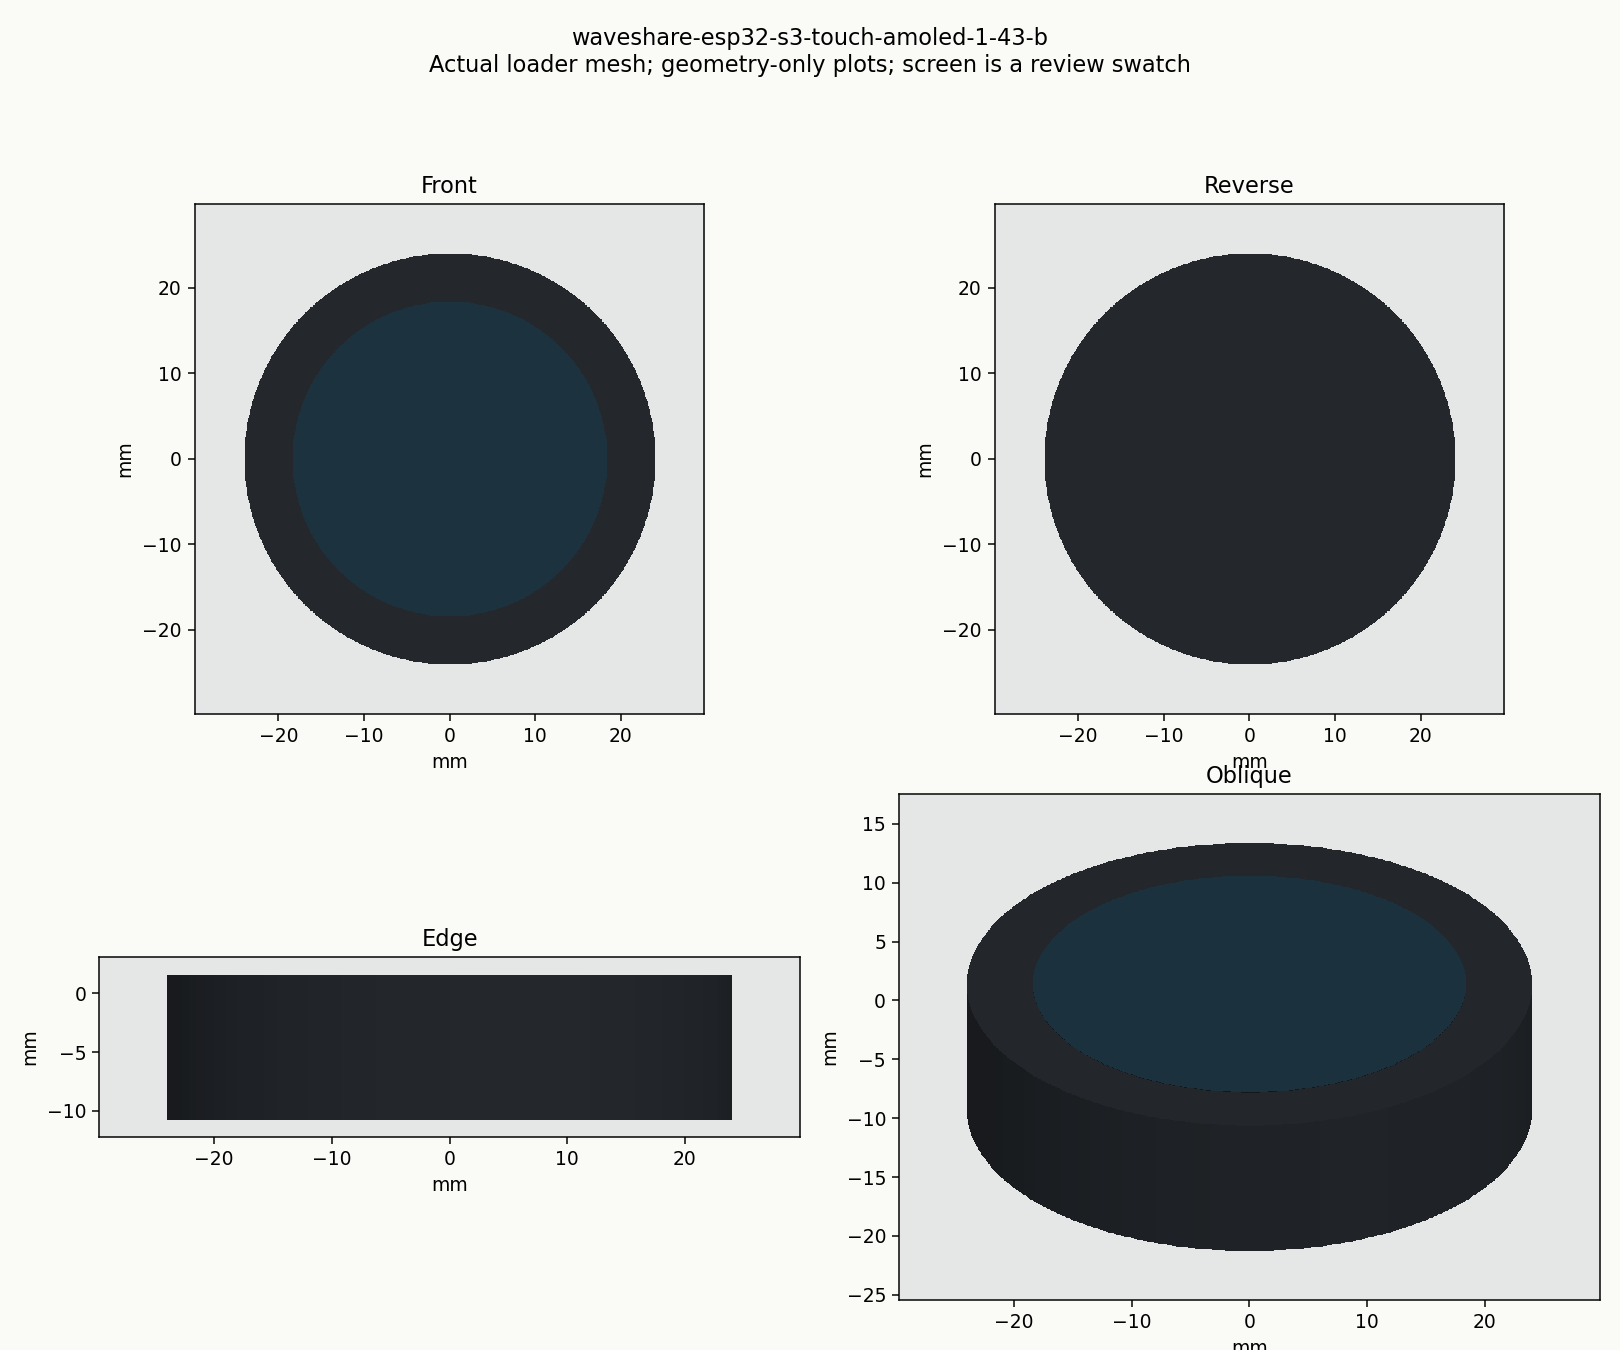 waveshare-esp32-s3-touch-amoled-1-43-b
Actual loader mesh; geometry-only plots; screen is a review swatch
Front
20
10
0
−10
−20
mm
−20 −10 0 10 20
mm
Reverse
20
10
0
−10
−20
mm
−20 −10 0 10 20
mm
Edge
0
−5
−10
mm
−20 −10 0 10 20
mm
Oblique
15
10
5
0
−5
−10
−15
−20
−25
mm
−20 −10 0 10 20
mm